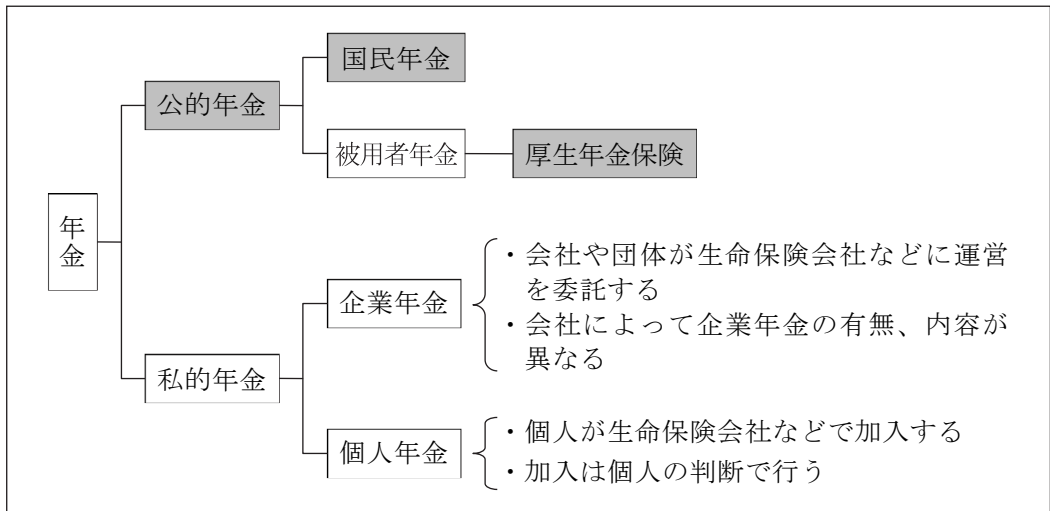 国民年金
公的年金
被用者年金
厚生年金保険
年金
企業年金
・会社や団体が生命保険会社などに運営
を委託する
・会社によって企業年金の有無、内容が
異なる
私的年金
個人年金
・個人が生命保険会社などで加入する
・加入は個人の判断で行う